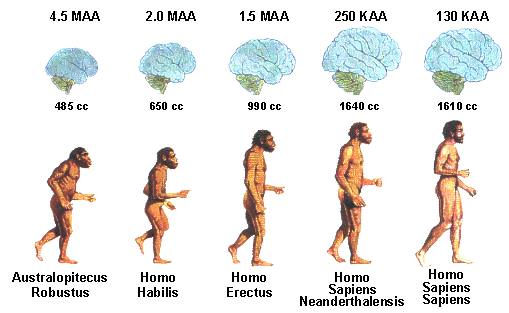 4.5 MAA
2.0 MAA
1.5 MAA
250 KAA
130 KAA
485 cc
650 cc
990 cc
1640 cc
1610 cc
Australopitecus
Robustus
Homo
Habilis
Homo
Erectus
Homo
Sapiens
Neanderthalensis
Homo
Sapiens
Sapiens